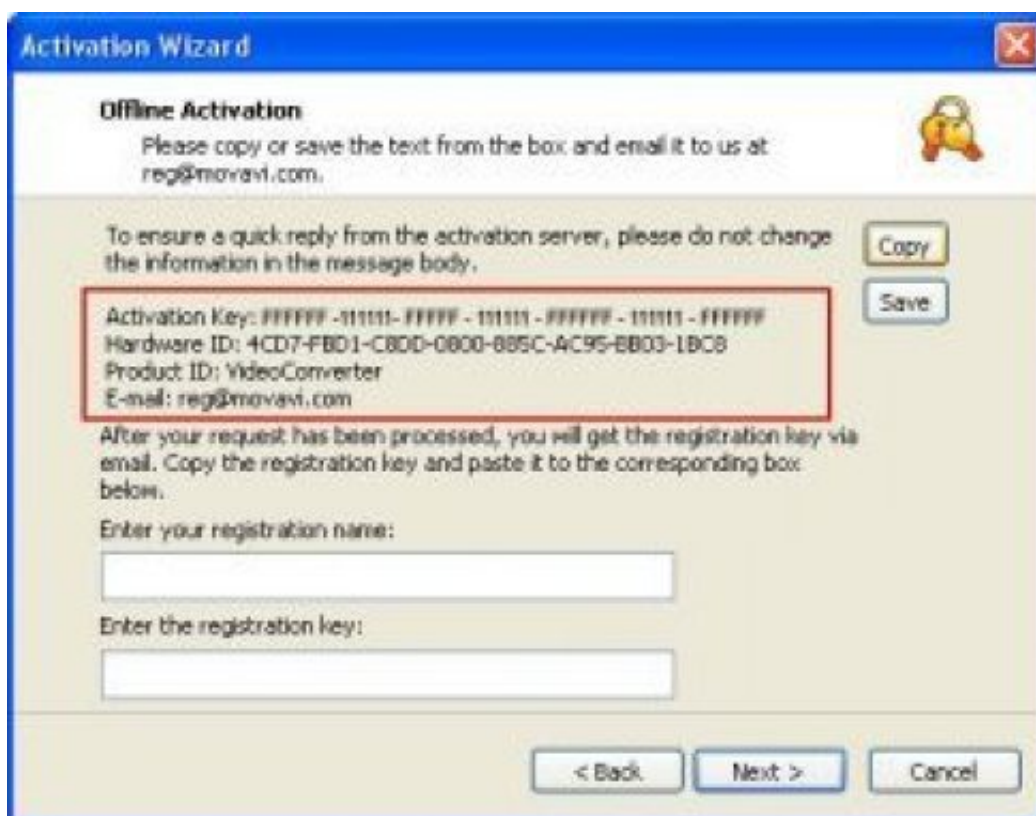 Activation Wizard
Offline Activation
Please copy or save the text from the box and email it to us at
reg@movavi.com.
To ensure a quick reply from the activation server, please do not change
the information in the message body.
Copy
Save
Activation Key: FFFFFF -111111- FFFFF - 111111 - FFFFFF - 111111 - FFFFFF
Hardware ID: 4CD7-FBD1-C8DD-0800-885C-AC95-BB03-1BC8
Product ID: VideoConverter
E-mail: reg@movavi.com
After your request has been processed, you will get the registration key via
email. Copy the registration key and paste it to the corresponding box
below.
Enter your registration name:
Enter the registration key:
< Back
Next >
Cancel